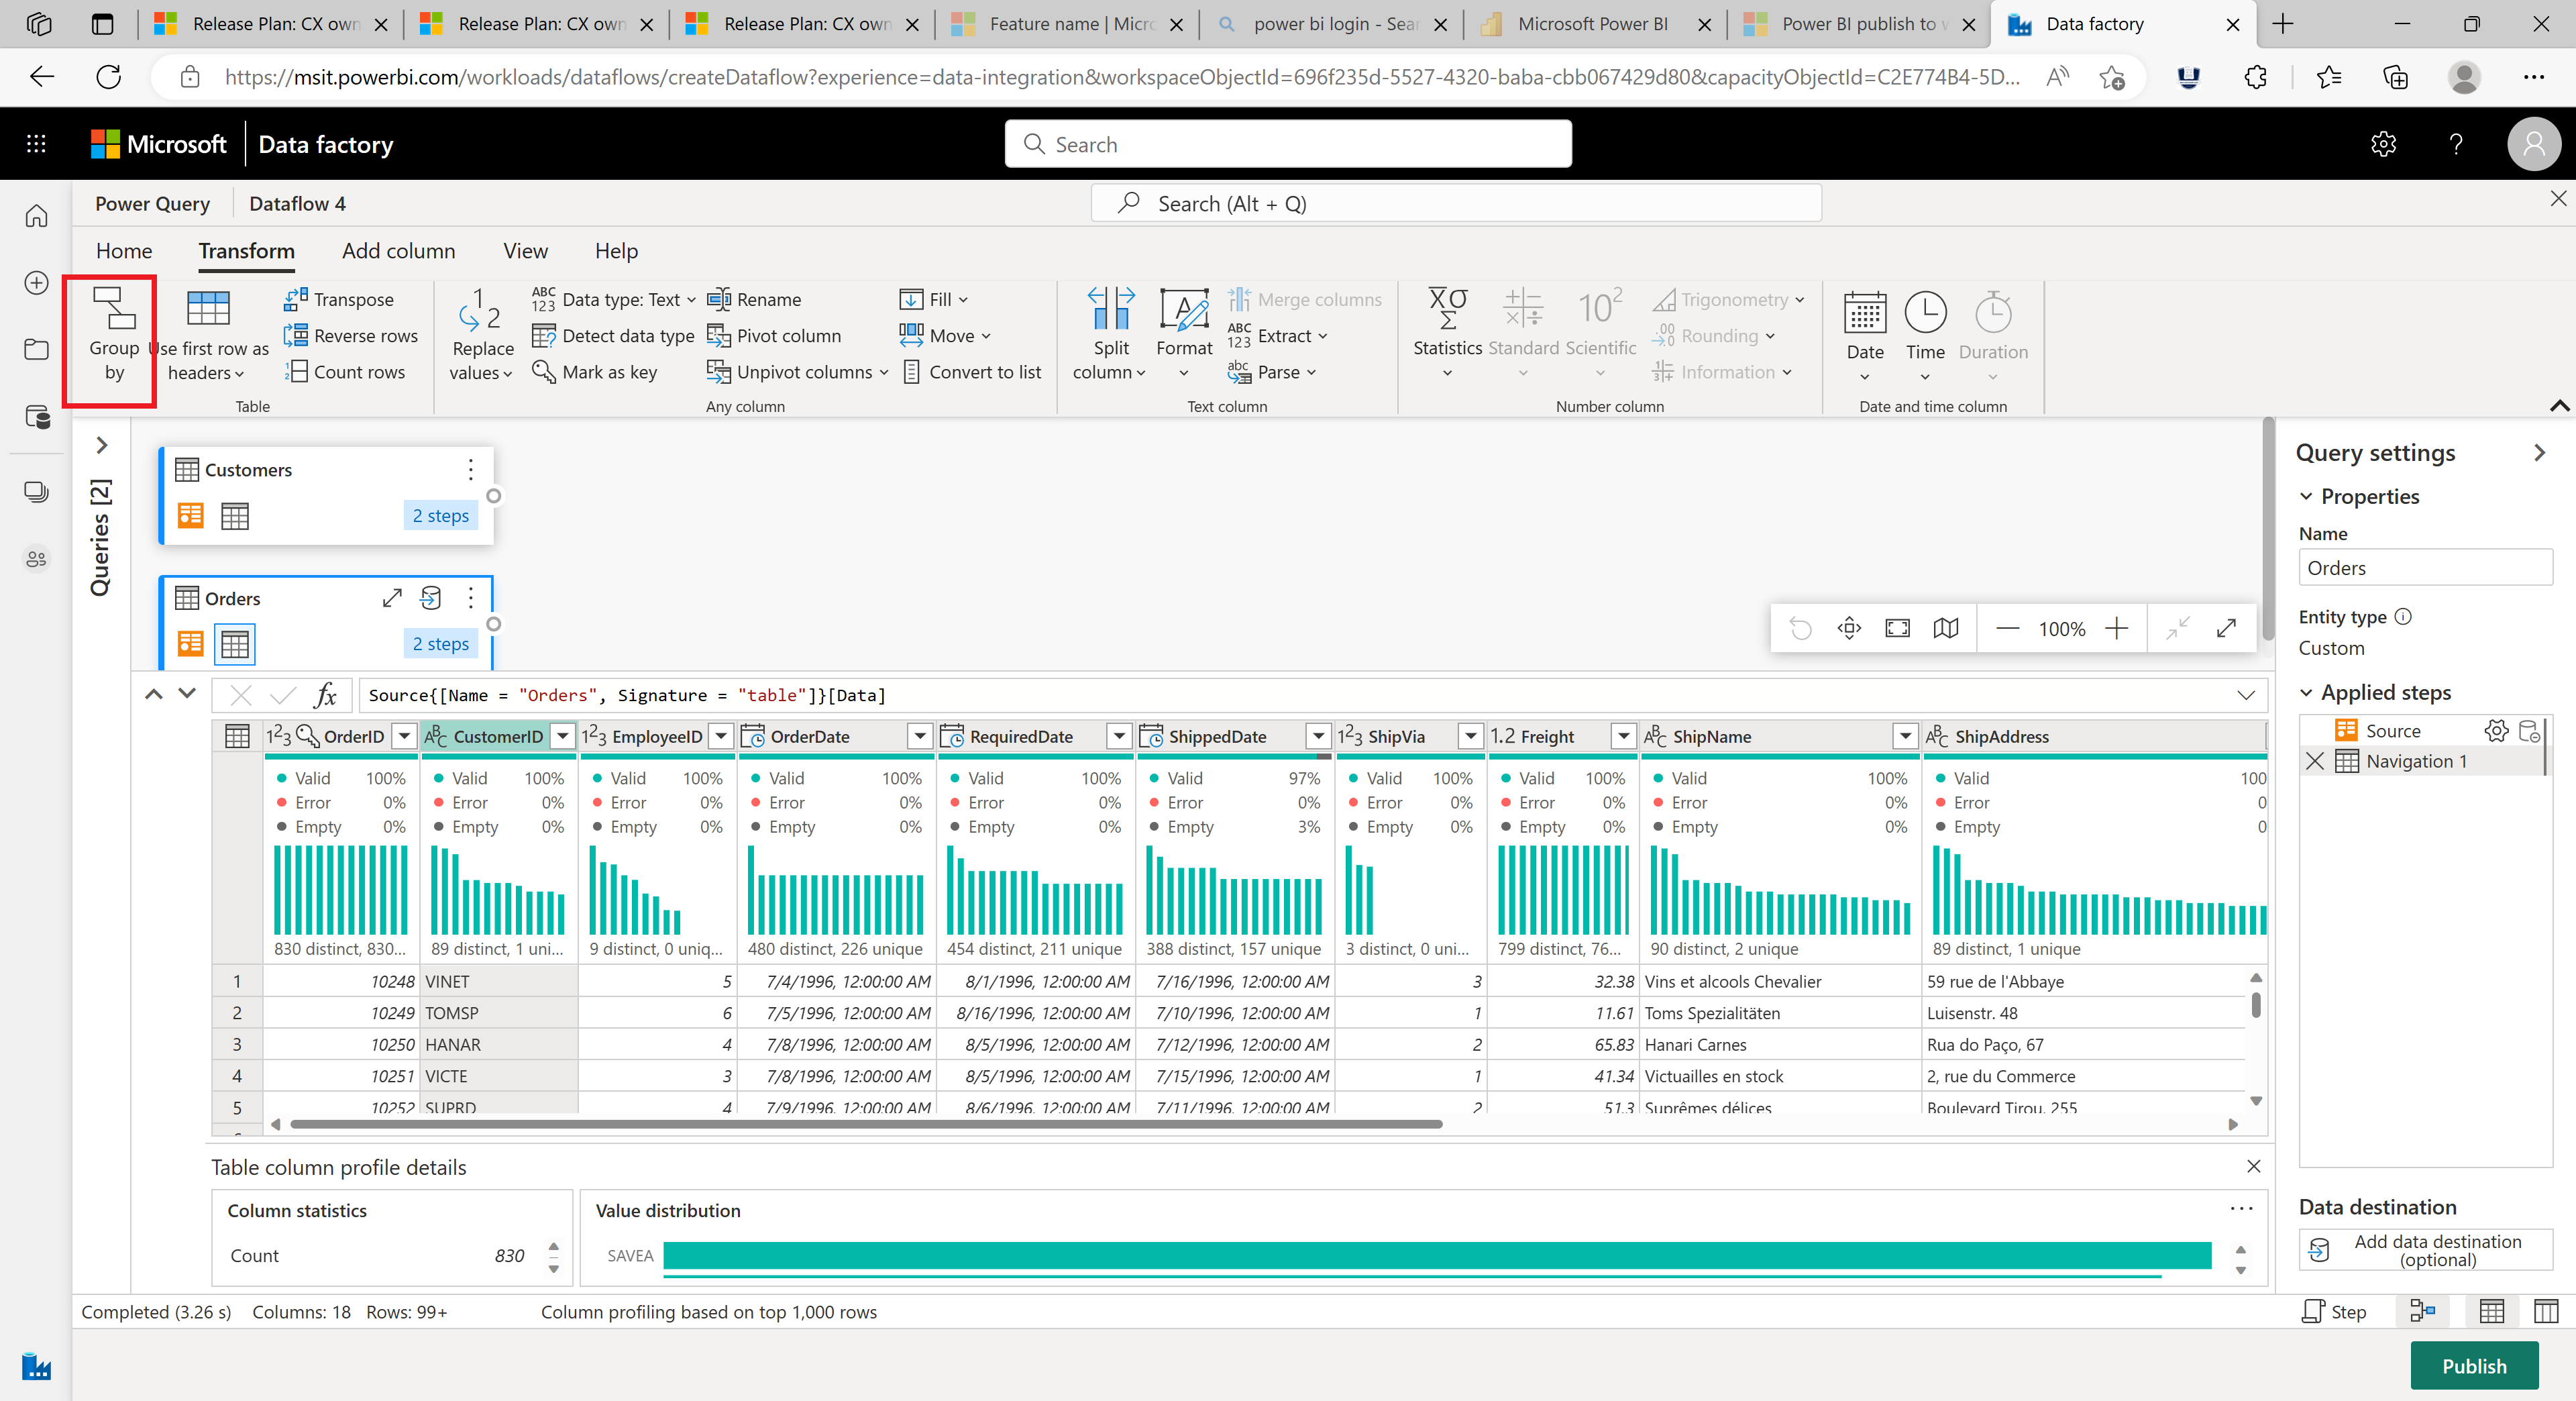 Release Plan: CX own
Release Plan: CX own
Release Plan: CX own
Feature name | Micro
power bi login - Sear
Microsoft Power BI
Power BI publish to w
Data factory
https://msit.powerbi.com/workloads/dataflows/createDataflow?experience=data-integration&workspaceObjectId=696f235d-5527-4320-baba-cbb067429d80&capacityObjectId=C2E774B4-5D...
Microsoft
Data factory
Search
Power Query
Dataflow 4
Search (Alt + Q)
Home
Transform
Add column
View
Help
Group by
Use first row as headers
Transpose
Reverse rows
Count rows
Table
Replace values
Data type: Text
Detect data type
Mark as key
Rename
Pivot column
Unpivot columns
Fill
Move
Convert to list
Any column
Split column
Format
Merge columns
Extract
Parse
Text column
Statistics
Standard
Scientific
Trigonometry
Rounding
Information
Number column
Date
Time
Duration
Date and time column
Queries [2]
Customers
2 steps
Orders
2 steps
100%
Source{[Name = "Orders", Signature = "table"]}[Data]
OrderID CustomerID EmployeeID OrderDate RequiredDate ShippedDate ShipVia 1.2 Freight ShipName ShipAddress
Valid 100% Valid 100% Valid 100% Valid 100% Valid 100% Valid 97% Valid 100% Valid 100% Valid 100% Valid 100
Error 0% Error 0% Error 0% Error 0% Error 0% Error 0% Error 0% Error 0% Error 0% Error 0
Empty 0% Empty 0% Empty 0% Empty 0% Empty 0% Empty 3% Empty 0% Empty 0% Empty 0% Empty 0
830 distinct, 830... 89 distinct, 1 uni... 9 distinct, 0 uniq... 480 distinct, 226 unique 454 distinct, 211 unique 388 distinct, 157 unique 3 distinct, 0 uni... 799 distinct, 76... 90 distinct, 2 unique 89 distinct, 1 unique
1 10248 VINET 5 7/4/1996, 12:00:00 AM 8/1/1996, 12:00:00 AM 7/16/1996, 12:00:00 AM 3 32.38 Vins et alcools Chevalier 59 rue de l'Abbaye
2 10249 TOMSP 6 7/5/1996, 12:00:00 AM 8/16/1996, 12:00:00 AM 7/10/1996, 12:00:00 AM 1 11.61 Toms Spezialitäten Luisenstr. 48
3 10250 HANAR 4 7/8/1996, 12:00:00 AM 8/5/1996, 12:00:00 AM 7/12/1996, 12:00:00 AM 2 65.83 Hanari Carnes Rua do Paço, 67
4 10251 VICTE 3 7/8/1996, 12:00:00 AM 8/5/1996, 12:00:00 AM 7/15/1996, 12:00:00 AM 1 41.34 Victuailles en stock 2, rue du Commerce
5 10252 SUPRD 4 7/9/1996, 12:00:00 AM 8/6/1996, 12:00:00 AM 7/11/1996, 12:00:00 AM 2 51.3 Suprêmes délices Boulevard Tirou, 255
Table column profile details
Column statistics
Count 830
Value distribution
SAVEA
Query settings
Properties
Name
Orders
Entity type
Custom
Applied steps
Source
Navigation 1
Data destination
Add data destination
(optional)
Completed (3.26 s) Columns: 18 Rows: 99+ Column profiling based on top 1,000 rows
Step
Publish